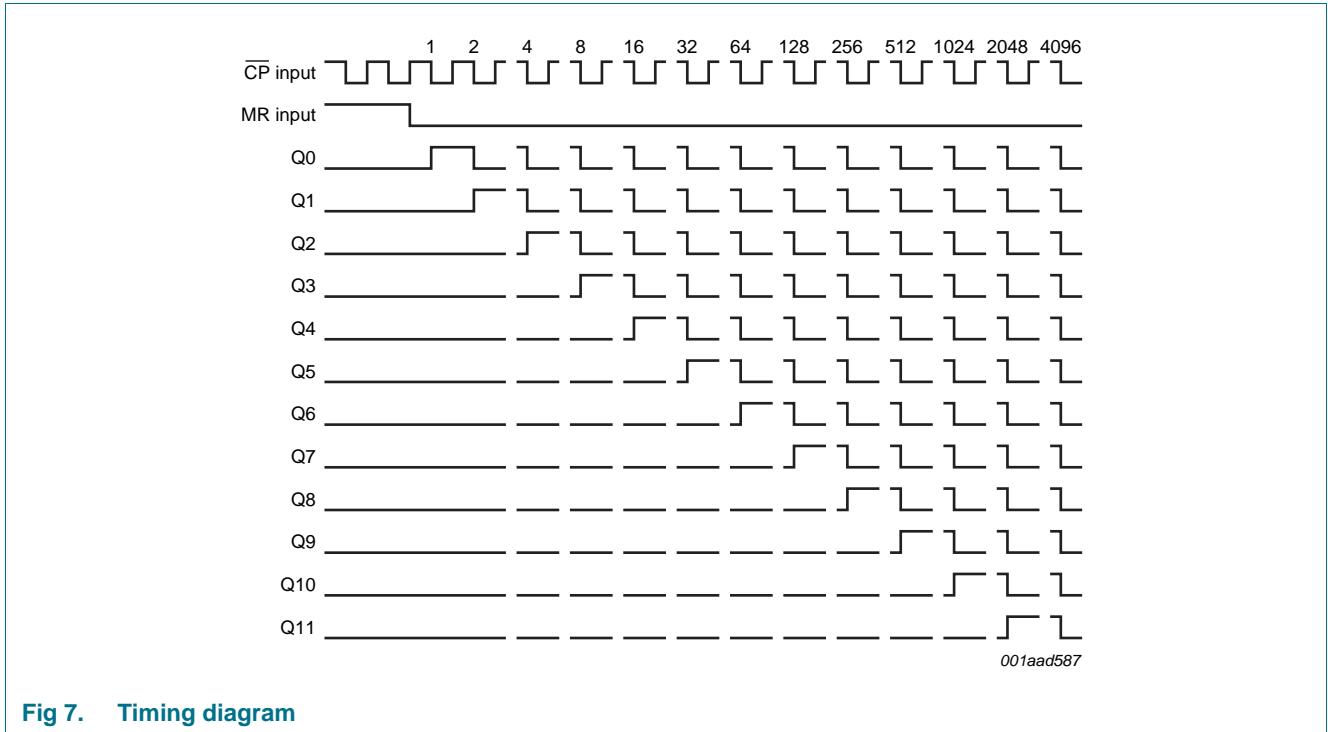 1 2 4 8 16 32 64 128 256 512 1024 2048 4096
C̅P̅ input
MR input
Q0
Q1
Q2
Q3
Q4
Q5
Q6
Q7
Q8
Q9
Q10
Q11
001aad587
Fig 7. Timing diagram